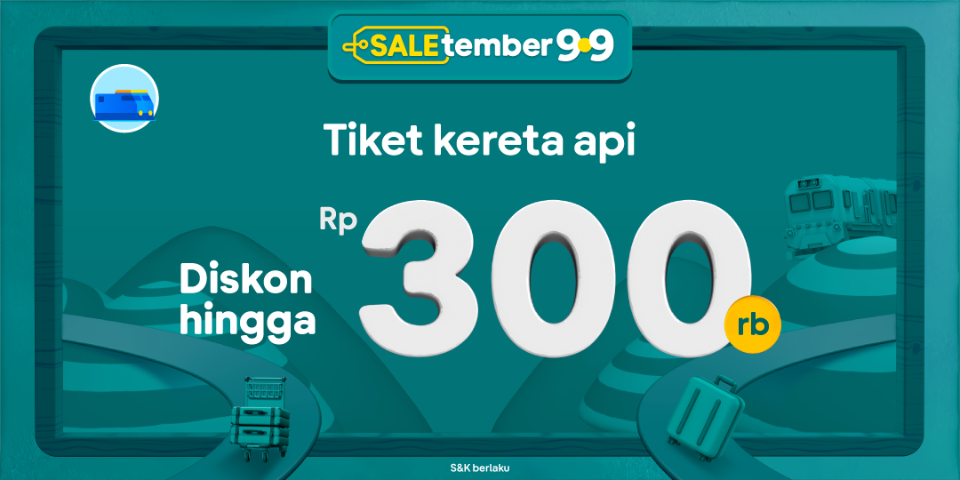 SALEtember 9.9
Tiket kereta api
Diskon
hingga
Rp 300 rb
S&K berlaku